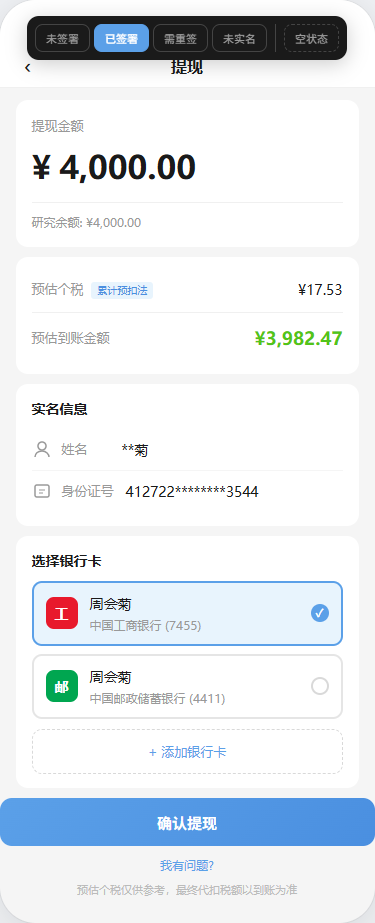 未签署 已签署 需重签 未实名 空状态
‹ 提现
提现金额
¥ 4,000.00
研究余额: ¥4,000.00
预估个税 累计预扣法 ¥17.53
预估到账金额 ¥3,982.47
实名信息
姓名 **菊
身份证号 412722********3544
选择银行卡
工 周会菊
中国工商银行 (7455)
邮 周会菊
中国邮政储蓄银行 (4411)
+ 添加银行卡
确认提现
我有问题?
预估个税仅供参考，是终代扣税额以到账为准